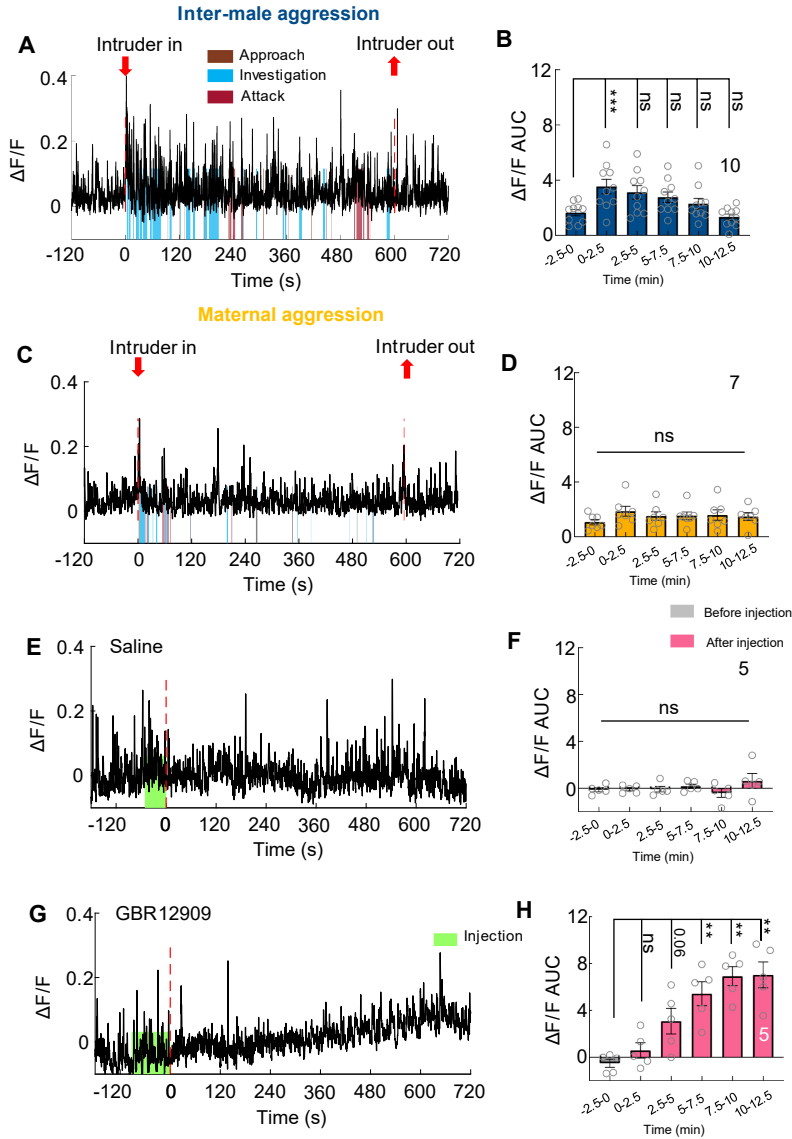 Inter-male aggression
A
Intruder in
Intruder out
Approach
Investigation
Attack
ΔF/F
0.4
0.2
0
-120 0 120 240 360 480 600 720
Time (s)
B
ΔF/F AUC
12
8
4
0
*** ns ns ns ns
10
-2.5-0 0-2.5 2.5-5 5-7.5 7.5-10 10-12.5
Time (min)
Maternal aggression
C
Intruder in
Intruder out
ΔF/F
0.4
0.2
0
-120 0 120 240 360 480 600 720
Time (s)
D
ΔF/F AUC
12
8
4
0
7
ns
-2.5-0 0-2.5 2.5-5 5-7.5 7.5-10 10-12.5
Time (min)
Before injection
After injection
E
Saline
ΔF/F
0.4
0.2
0
-120 0 120 240 360 480 600 720
Time (s)
F
ΔF/F AUC
12
8
4
0
5
ns
-2.5-0 0-2.5 2.5-5 5-7.5 7.5-10 10-12.5
Time (min)
G
GBR12909
Injection
ΔF/F
0.4
0.2
0
-120 0 120 240 360 480 600 720
Time (s)
H
ΔF/F AUC
12
8
4
0
ns 0.06 ** ** **
5
-2.5-0 0-2.5 2.5-5 5-7.5 7.5-10 10-12.5
Time (min)